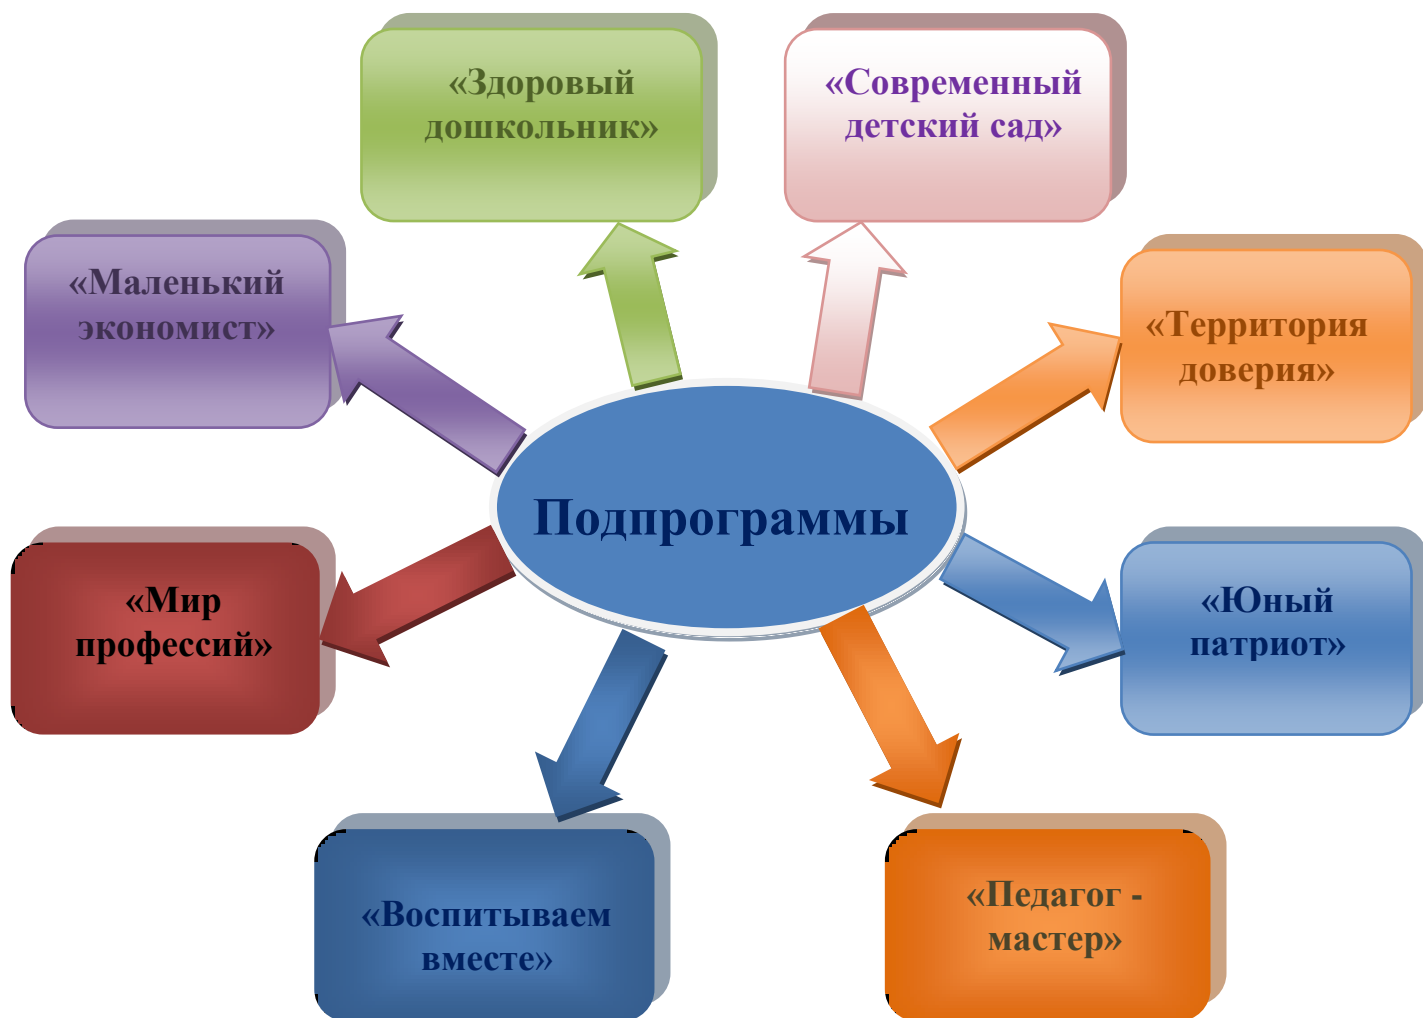 «Здоровый
дошкольник»
«Современный
детский сад»
«Маленький
экономист»
«Территория
доверия»
Подпрограммы
«Мир
профессий»
«Юный
патриот»
«Воспитываем
вместе»
«Педагог -
мастер»